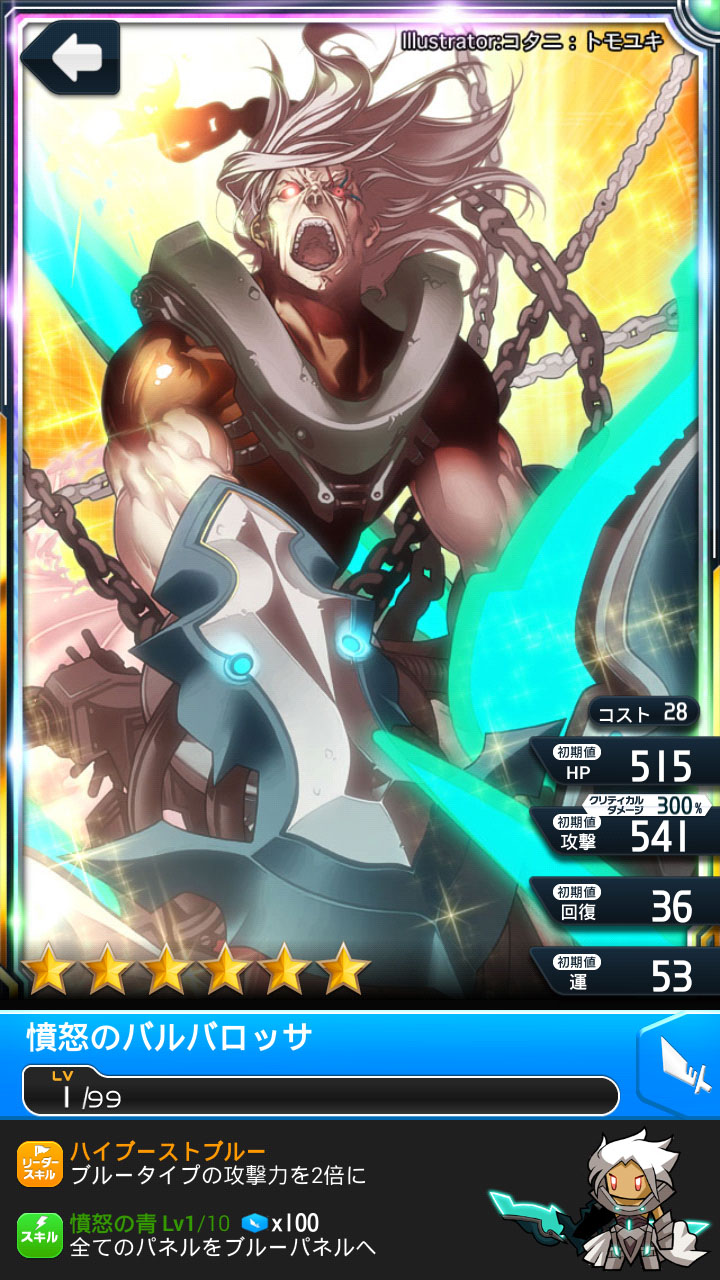 Illustrator:コタニ:トモユキ
コスト 28
初期値
HP 515
クリティカル
ダメージ 300%
初期値
攻撃 541
初期値
回復 36
初期値
運 53
憤怒のバルバロッサ
LV
1/99
リーダー
スキル
ハイブーストブルー
ブルータイプの攻撃力を2倍に
スキル
憤怒の青 Lv1/10 x100
全てのパネルをブルーパネルへ